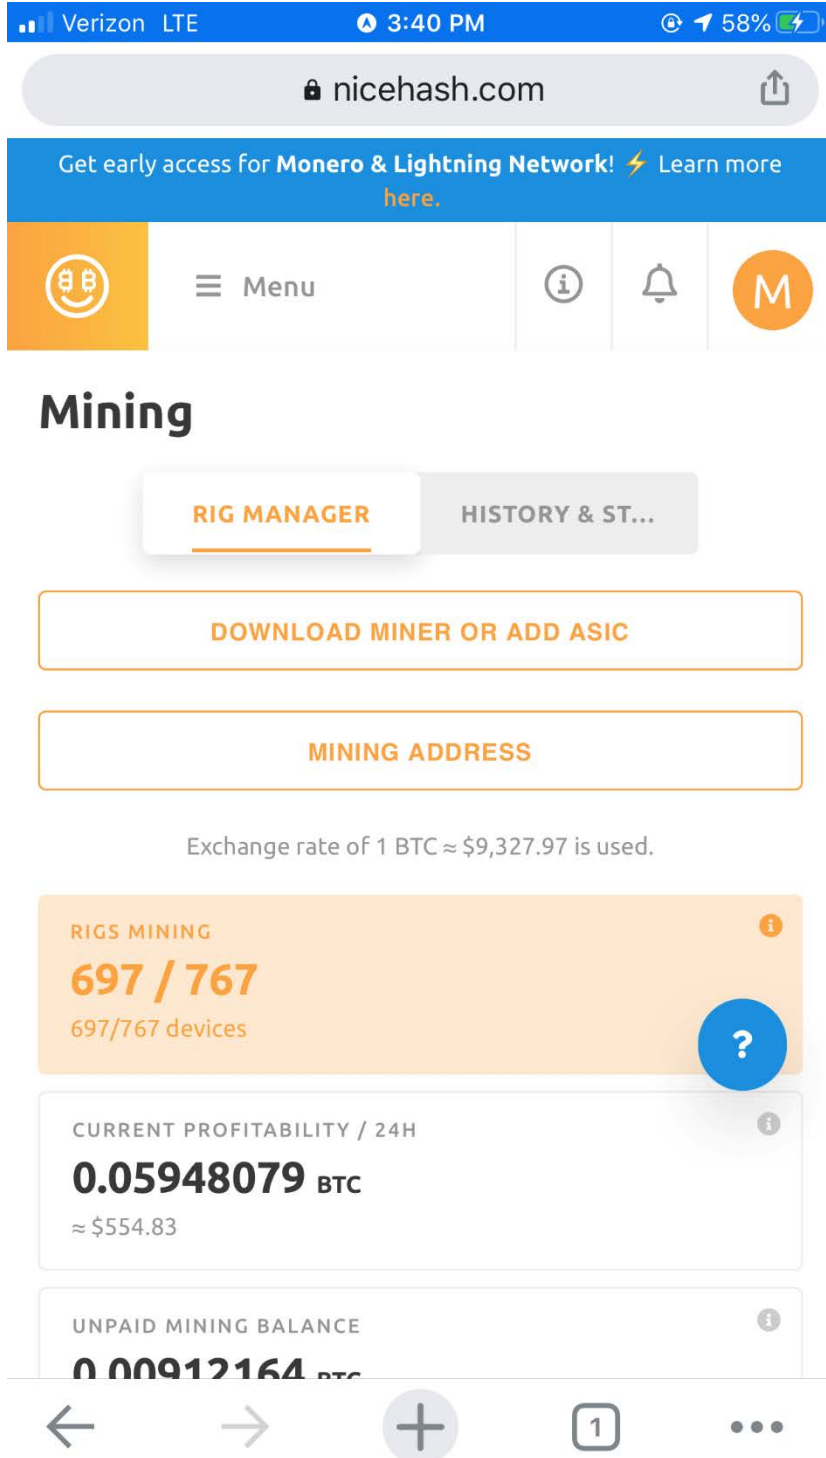 Verizon LTE 3:40 PM 58%
nicehash.com
Get early access for Monero & Lightning Network! ⚡ Learn more
here.
Menu
M
Mining
RIG MANAGER HISTORY & ST...
DOWNLOAD MINER OR ADD ASIC
MINING ADDRESS
Exchange rate of 1 BTC ≈ $9,327.97 is used.
RIGS MINING
697 / 767
697/767 devices
?
CURRENT PROFITABILITY / 24H
0.05948079 BTC
≈ $554.83
UNPAID MINING BALANCE
0.00912164 BTC
1